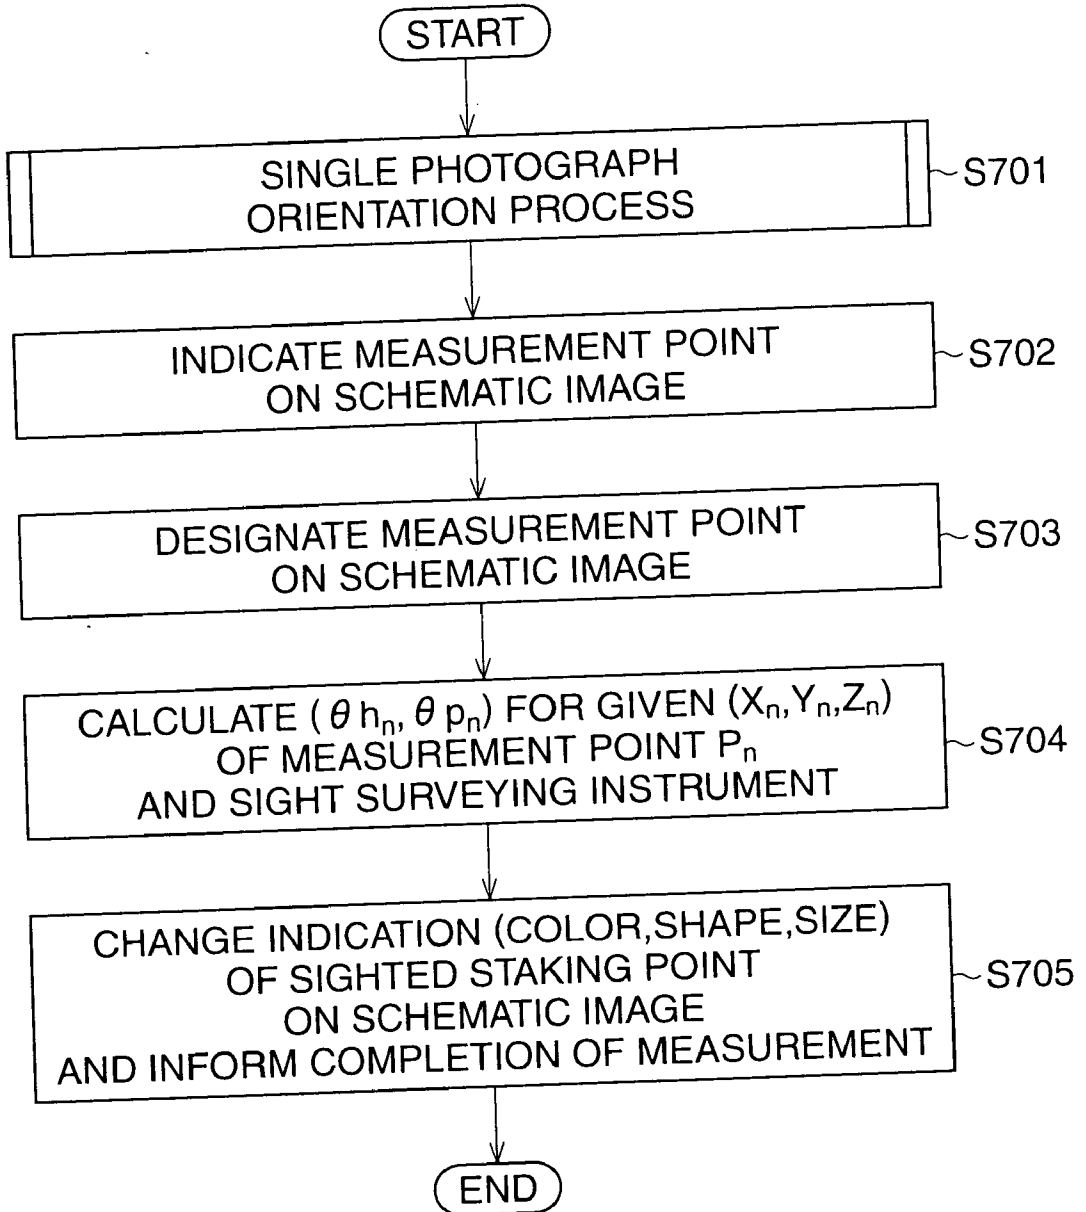 START
SINGLE PHOTOGRAPH
ORIENTATION PROCESS
S701
INDICATE MEASUREMENT POINT
ON SCHEMATIC IMAGE
S702
DESIGNATE MEASUREMENT POINT
ON SCHEMATIC IMAGE
S703
CALCULATE (θhₙ, θpₙ) FOR GIVEN (Xₙ,Yₙ,Zₙ)
OF MEASUREMENT POINT Pₙ
AND SIGHT SURVEYING INSTRUMENT
S704
CHANGE INDICATION (COLOR,SHAPE,SIZE)
OF SIGHTED STAKING POINT
ON SCHEMATIC IMAGE
AND INFORM COMPLETION OF MEASUREMENT
S705
END